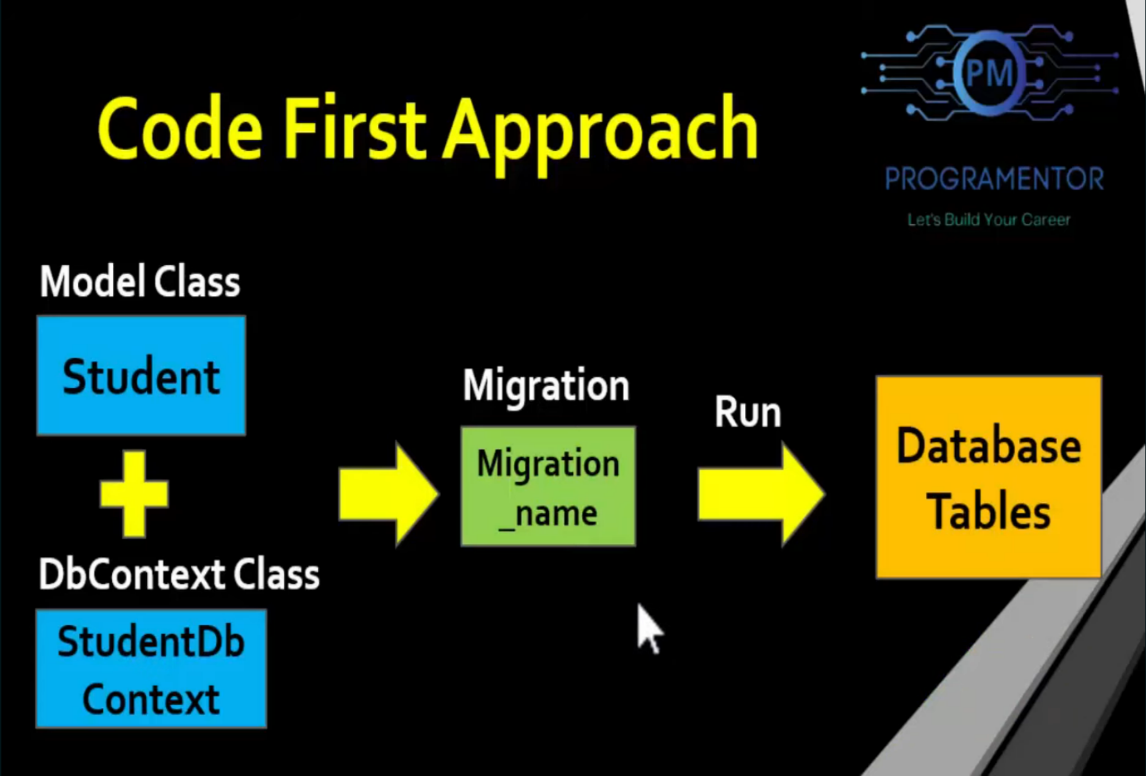 PM
PROGRAMENTOR
Let's Build Your Career
Code First Approach
Model Class
Student
DbContext Class
StudentDb
Context
Migration
Migration
_name
Run
Database
Tables